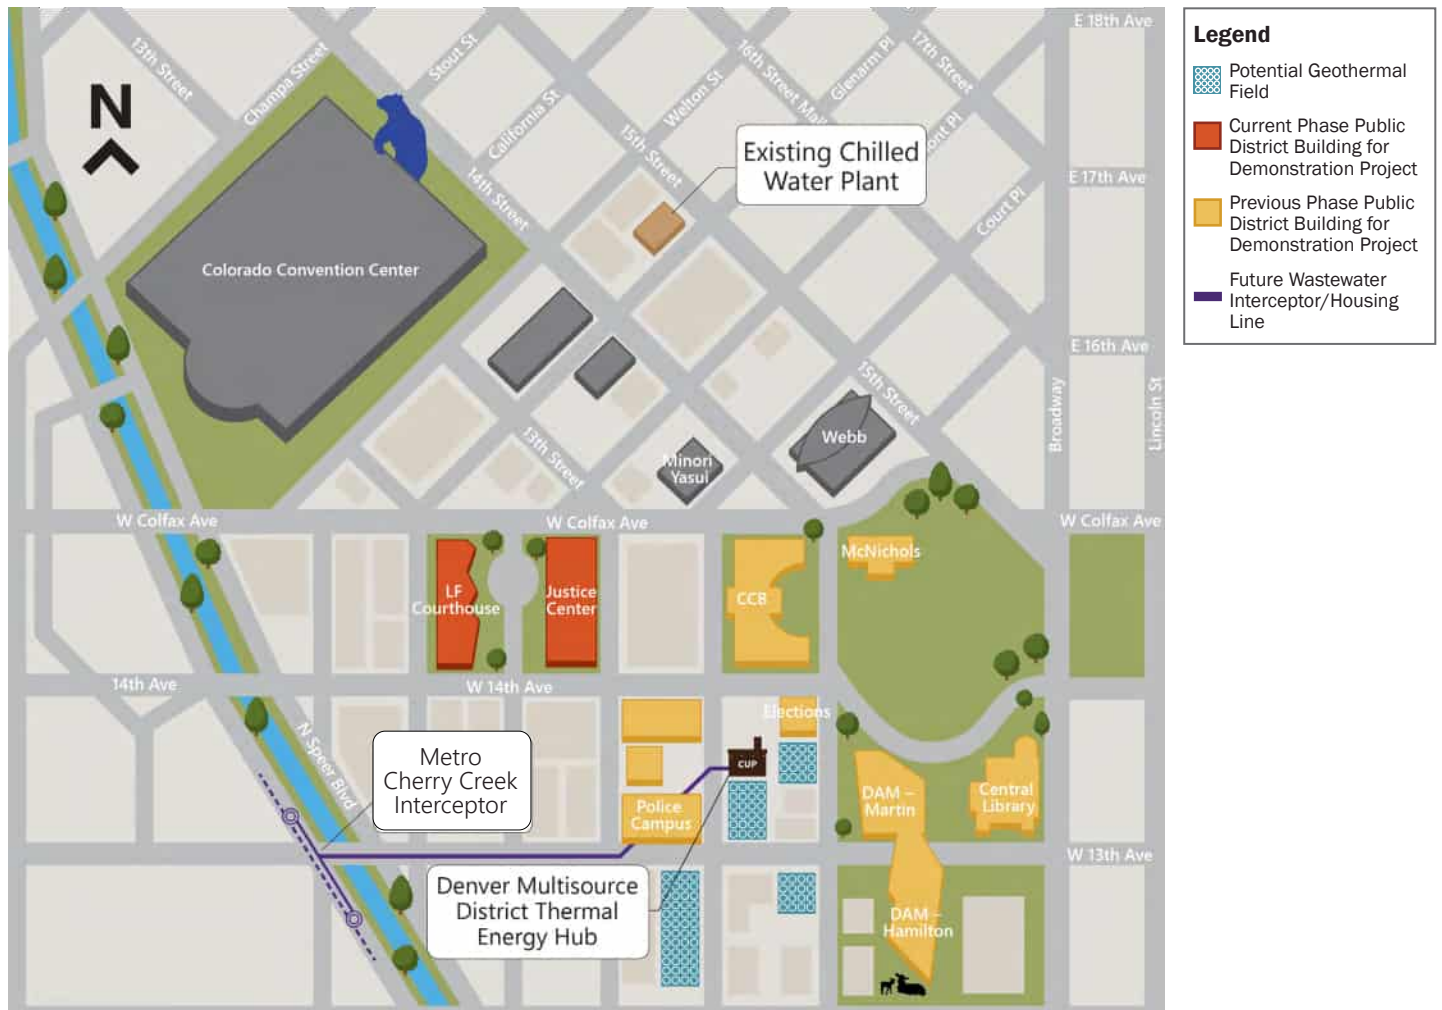 E 18th Ave
13th Street
Champa Street
Stout St
California St
16th Street Mall
Welton St
Glenarm Pl
17th Street
N
15th Street
14th Street
Existing Chilled
Water Plant
ont Pl
E 17th Ave
Court Pl
Colorado Convention Center
E 16th Ave
15th Street
Broadway
Lincoln St
13th Street
Webb
Minori
Yasui
W Colfax Ave
W Colfax Ave
W Colfax Ave
McNichols
LF
Courthouse
Justice
Center
CCB
14th Ave
W 14th Ave
Elections
N Speer Blvd
Metro
Cherry Creek
Interceptor
CUP
Police
Campus
DAM –
Martin
Central
Library
W 13th Ave
Denver Multisource
District Thermal
Energy Hub
DAM –
Hamilton
Legend
Potential Geothermal
Field
Current Phase Public
District Building for
Demonstration Project
Previous Phase Public
District Building for
Demonstration Project
Future Wastewater
Interceptor/Housing
Line